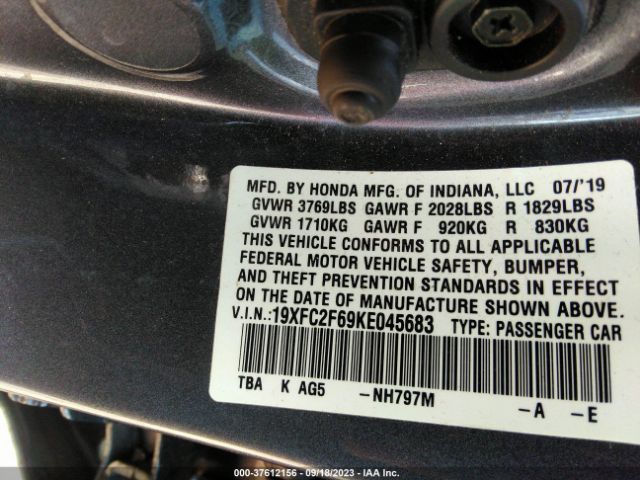 MFD. BY HONDA MFG. OF INDIANA, LLC 07/'19
GVWR 3769LBS GAWR F 2028LBS R 1829LBS
GVWR 1710KG GAWR F 920KG R 830KG
THIS VEHICLE CONFORMS TO ALL APPLICABLE
FEDERAL MOTOR VEHICLE SAFETY, BUMPER,
AND THEFT PREVENTION STANDARDS IN EFFECT
ON THE DATE OF MANUFACTURE SHOWN ABOVE.
V.I.N.:19XFC2F69KE045683 TYPE: PASSENGER CAR
TBA K AG5 -NH797M -A -E
000-37612156 - 09/18/2023 - IAA Inc.